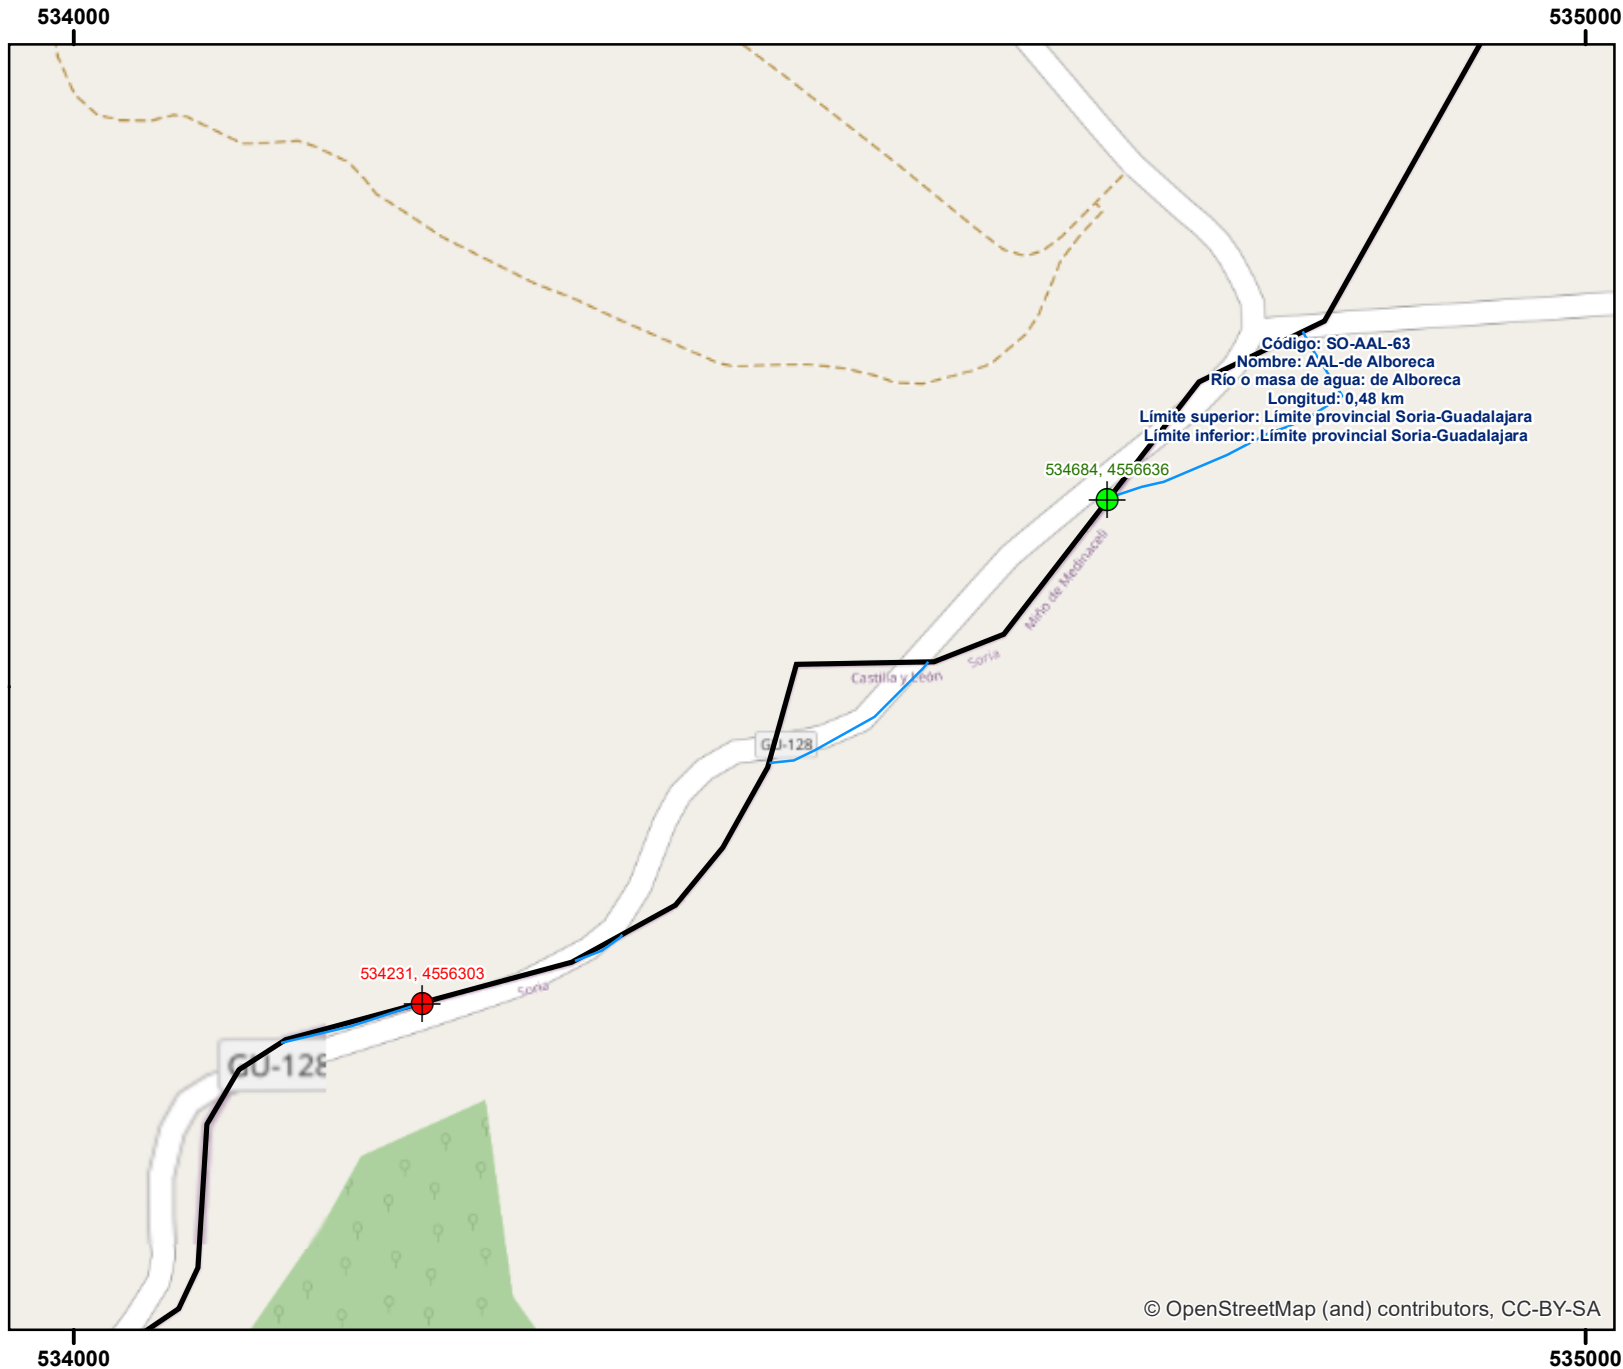 534000
535000
Código: SO-AAL-63
Nombre: AAL-de Alboreca
Río o masa de agua: de Alboreca
Longitud: 0,48 km
Límite superior: Límite provincial Soria-Guadalajara
Límite inferior: Límite provincial Soria-Guadalajara
534684, 4556636
Miño de Medinaceli
Soria
Castilla y León
GU-128
534231, 4556303
Soria
GU-128
© OpenStreetMap (and) contributors, CC-BY-SA
534000
535000